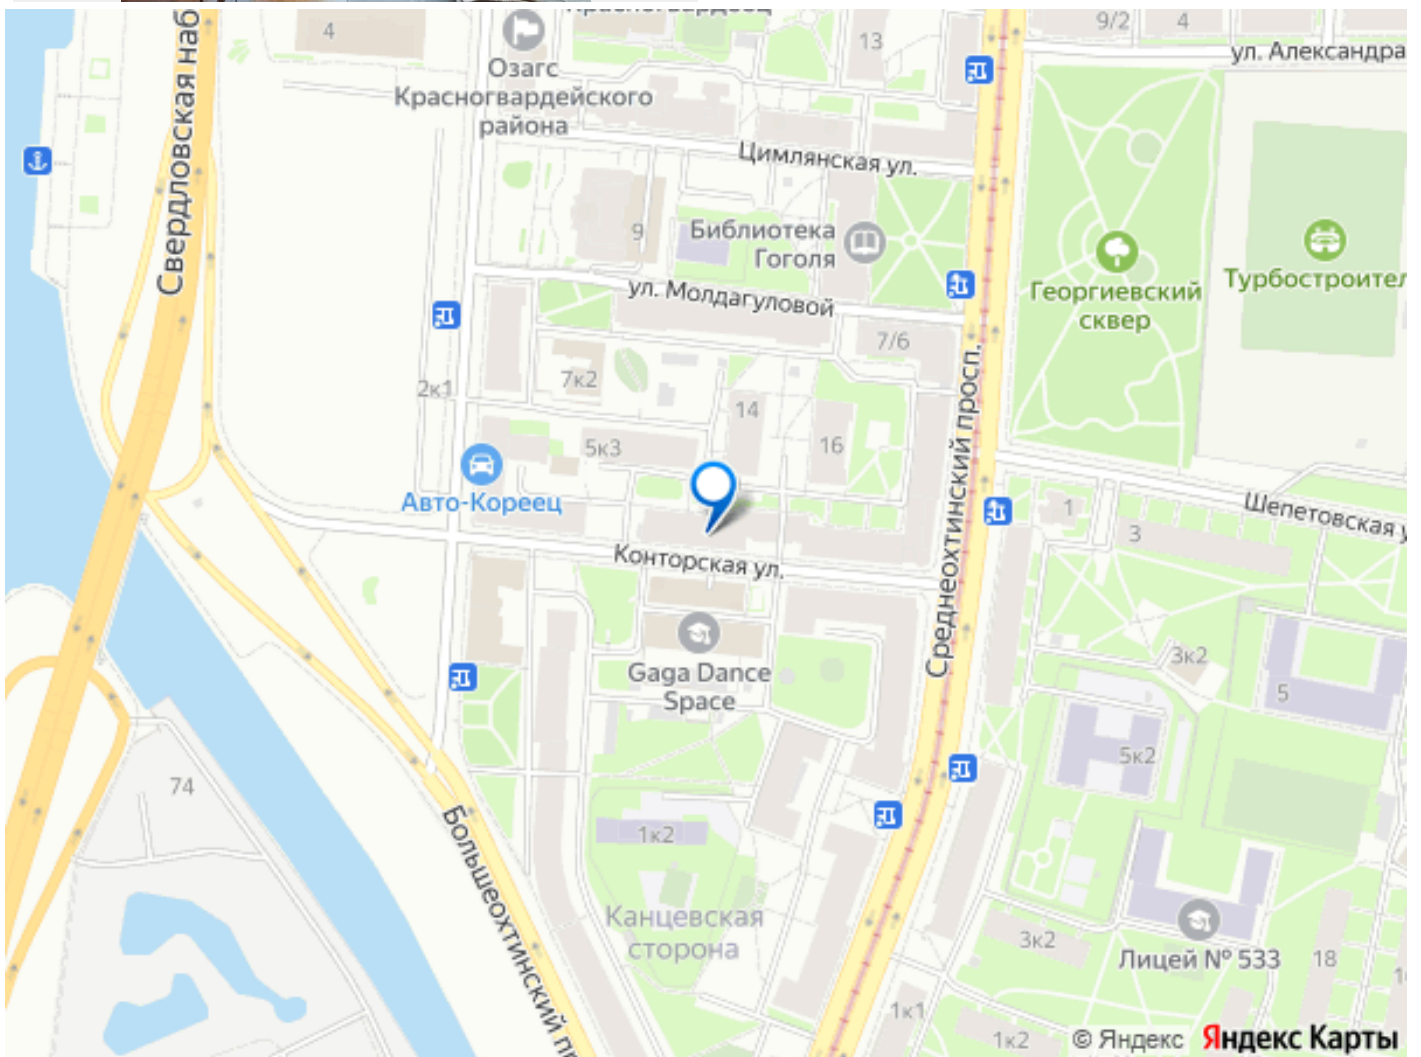 4
Озагс
Красногвардейского
района
13
9/2
4
ул. Александра
Свердловская наб
Цимлянская ул.
9
Библиотека
Гоголя
Георгиевский
сквер
Турбостроител
ул. Молдагуловой
7/6
2к1
7к2
14
16
5к3
Авто-Кореец
Среднеохтинский просп.
1
3
Шепетовская у
Конторская ул.
Gaga Dance
Space
3к2
5
5к2
74
1к2
Большеохтинский п
Канцевская
сторона
3к2
Лицей № 533
18
1к1
1к2
© Яндекс Яндекс Карты